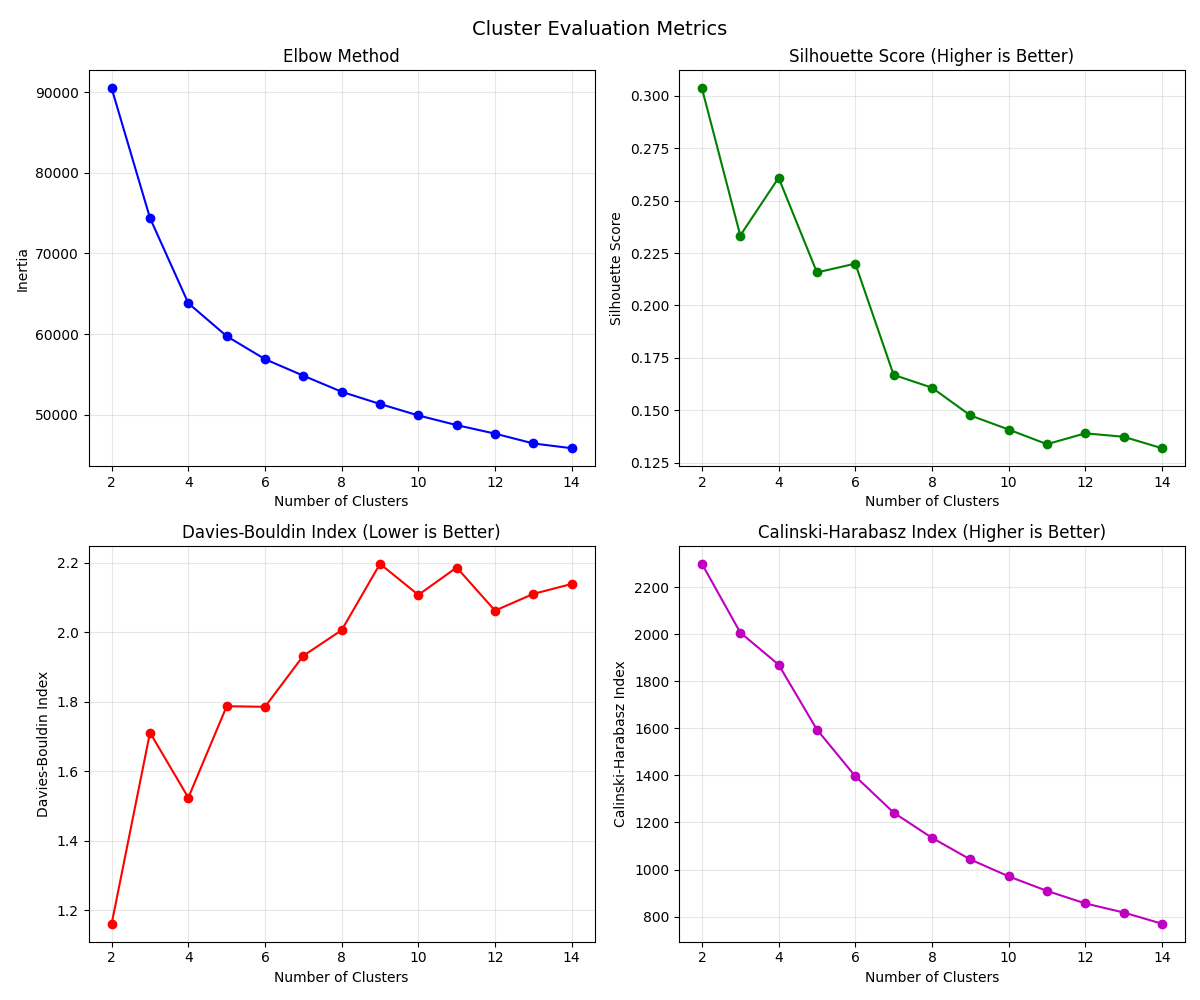 Cluster Evaluation Metrics
Elbow Method
90000
80000
70000
60000
50000
Inertia
2 4 6 8 10 12 14
Number of Clusters
Silhouette Score (Higher is Better)
0.300
0.275
0.250
0.225
0.200
0.175
0.150
0.125
Silhouette Score
2 4 6 8 10 12 14
Number of Clusters
Davies-Bouldin Index (Lower is Better)
2.2
2.0
1.8
1.6
1.4
1.2
Davies-Bouldin Index
2 4 6 8 10 12 14
Number of Clusters
Calinski-Harabasz Index (Higher is Better)
2200
2000
1800
1600
1400
1200
1000
800
Calinski-Harabasz Index
2 4 6 8 10 12 14
Number of Clusters